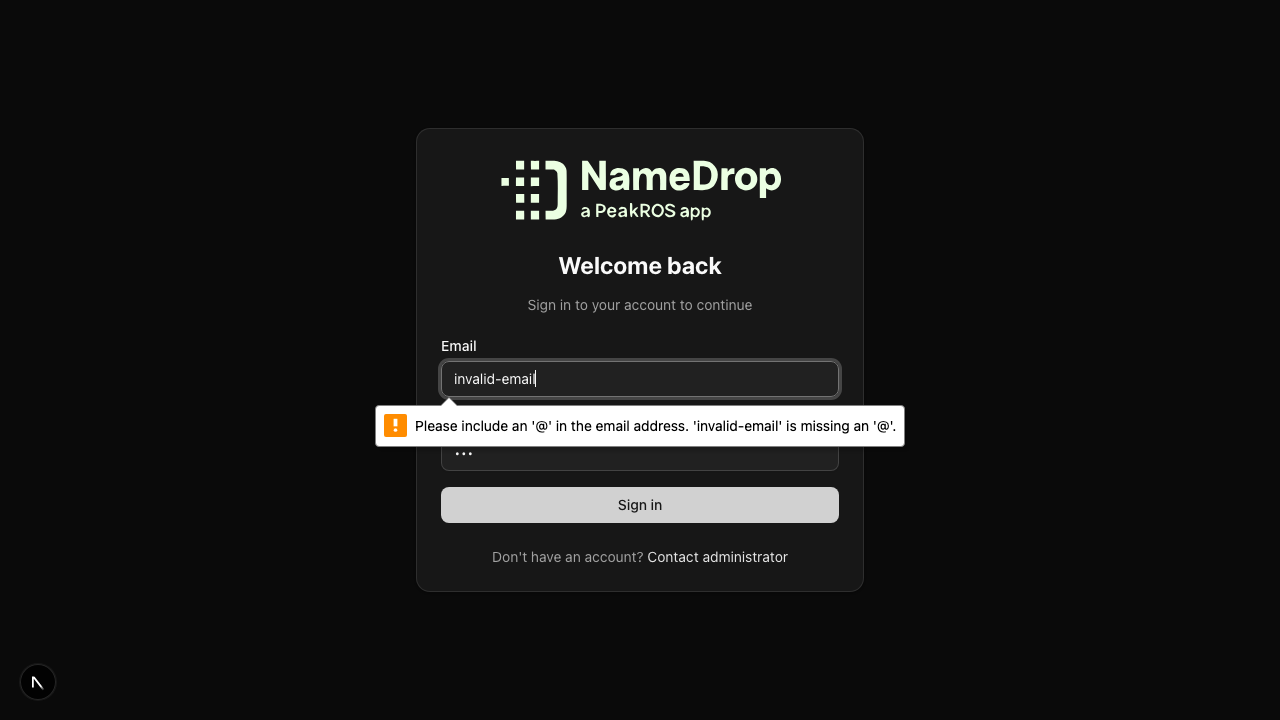 NameDrop
a PeakROS app
Welcome back
Sign in to your account to continue
Email
invalid-email
Please include an '@' in the email address. 'invalid-email' is missing an '@'.
Sign in
Don't have an account? Contact administrator